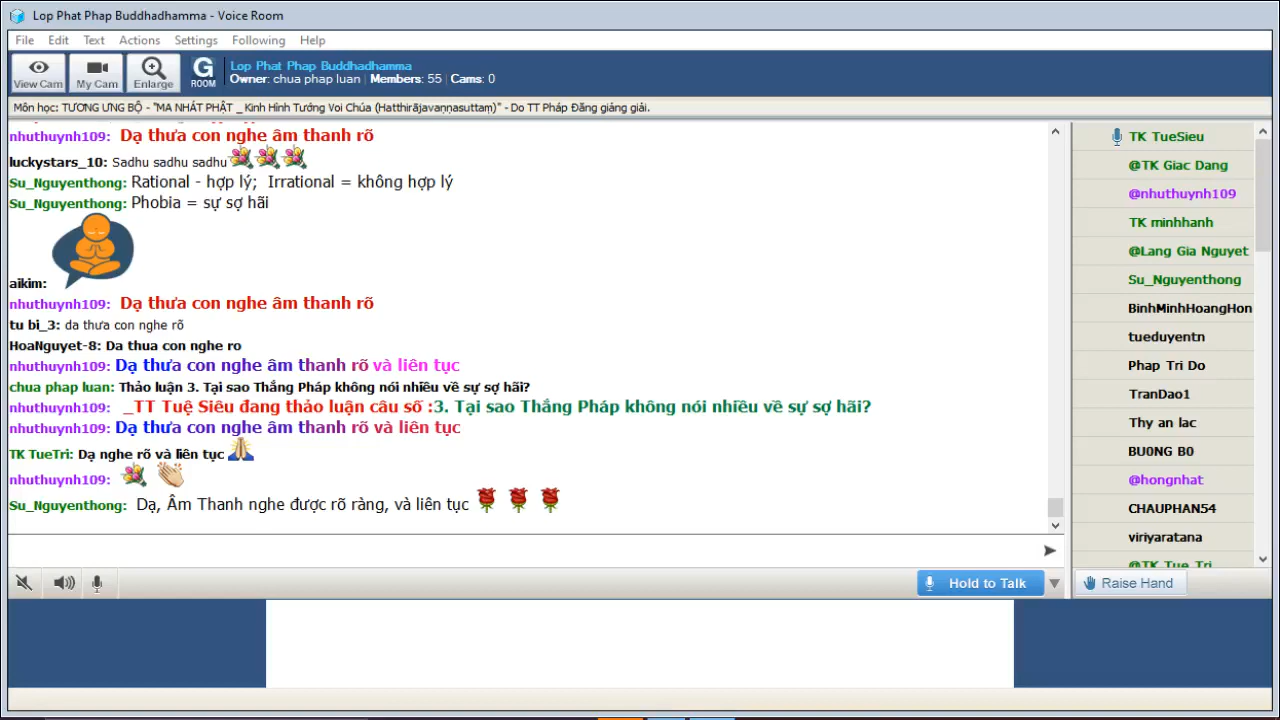 Lop Phat Phap Buddhadhamma - Voice Room
File Edit Text Actions Settings Following Help
View Cam My Cam Enlarge G ROOM
Lop Phat Phap Buddhadhamma
Owner: chua phap luan Members: 55 Cams: 0
Môn học: TƯƠNG ƯNG BỘ - "MA NHÁT PHẬT _ Kinh Hình Tướng Voi Chúa (Hatthirājavaṇṇasuttaṃ)" - Do TT Pháp Đăng giảng giải.
nhuthuynh109: Dạ thưa con nghe âm thanh rõ
luckystars_10: Sadhu sadhu sadhu
Su_Nguyenthong: Rational - hợp lý; Irrational = không hợp lý
Su_Nguyenthong: Phobia = sự sợ hãi
aikim:
nhuthuynh109: Dạ thưa con nghe âm thanh rõ
tu bi_3: da thưa con nghe rõ
HoaNguyet-8: Da thua con nghe ro
nhuthuynh109: Dạ thưa con nghe âm thanh rõ và liên tục
chua phap luan: Thảo luận 3. Tại sao Thắng Pháp không nói nhiều về sự sợ hãi?
nhuthuynh109: _TT Tuệ Siêu đang thảo luận câu số :3. Tại sao Thắng Pháp không nói nhiều về sự sợ hãi?
nhuthuynh109: Dạ thưa con nghe âm thanh rõ và liên tục
TK TueTri: Dạ nghe rõ và liên tục
nhuthuynh109:
Su_Nguyenthong: Dạ, Âm Thanh nghe được rõ ràng, và liên tục
TK TueSieu
@TK Giac Dang
@nhuthuynh109
TK minhhanh
@Lang Gia Nguyet
Su_Nguyenthong
BinhMinhHoangHon
tueduyentn
Phap Tri Do
TranDao1
Thy an lac
BU0NG B0
@hongnhat
CHAUPHAN54
viriyaratana
@TK Tue Tri
Hold to Talk
Raise Hand